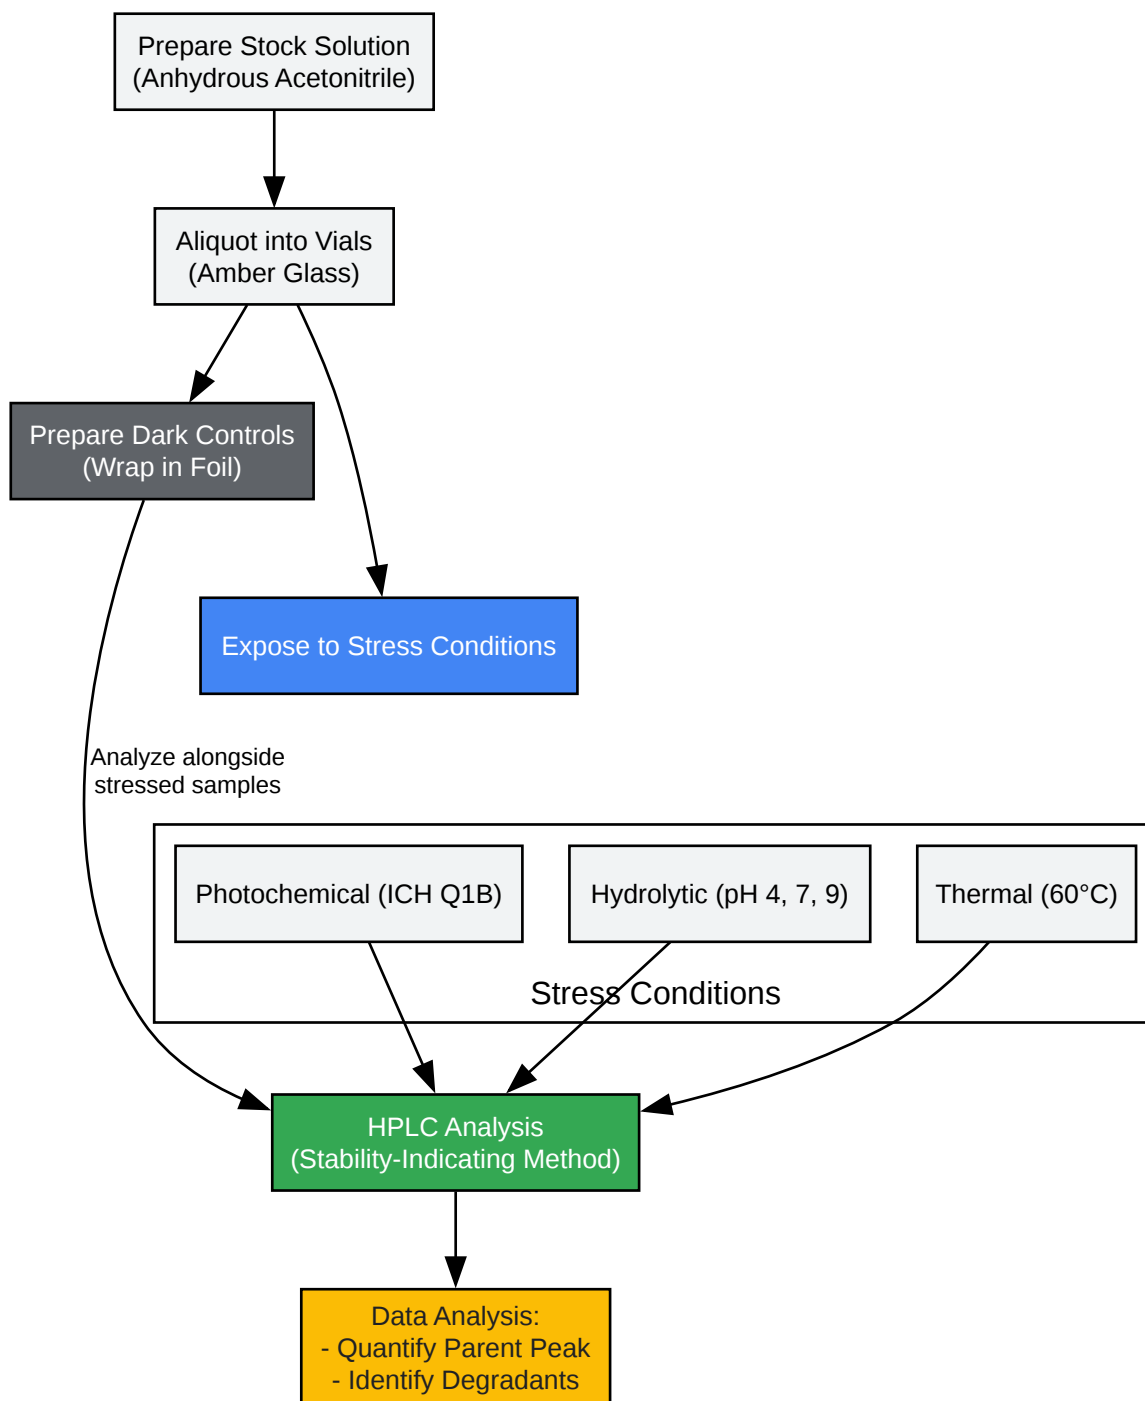 Prepare Stock Solution
(Anhydrous Acetonitrile)
Aliquot into Vials
(Amber Glass)
Prepare Dark Controls
(Wrap in Foil)
Expose to Stress Conditions
Analyze alongside
stressed samples
Photochemical (ICH Q1B)
Hydrolytic (pH 4, 7, 9)
Thermal (60°C)
Stress Conditions
HPLC Analysis
(Stability-Indicating Method)
Data Analysis:
- Quantify Parent Peak
- Identify Degradants